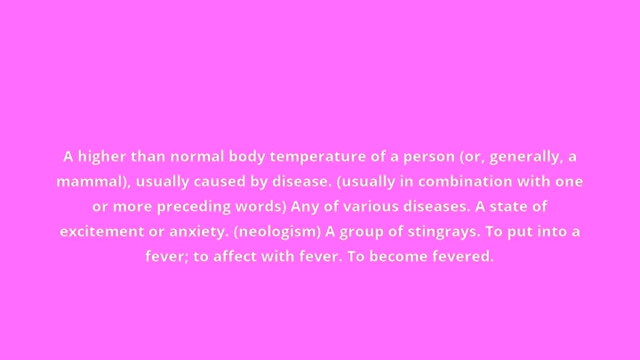 A higher than normal body temperature of a person (or, generally, a
mammal), usually caused by disease. (usually in combination with one
or more preceding words) Any of various diseases. A state of
excitement or anxiety. (neologism) A group of stingrays. To put into a
fever; to affect with fever. To become fevered.